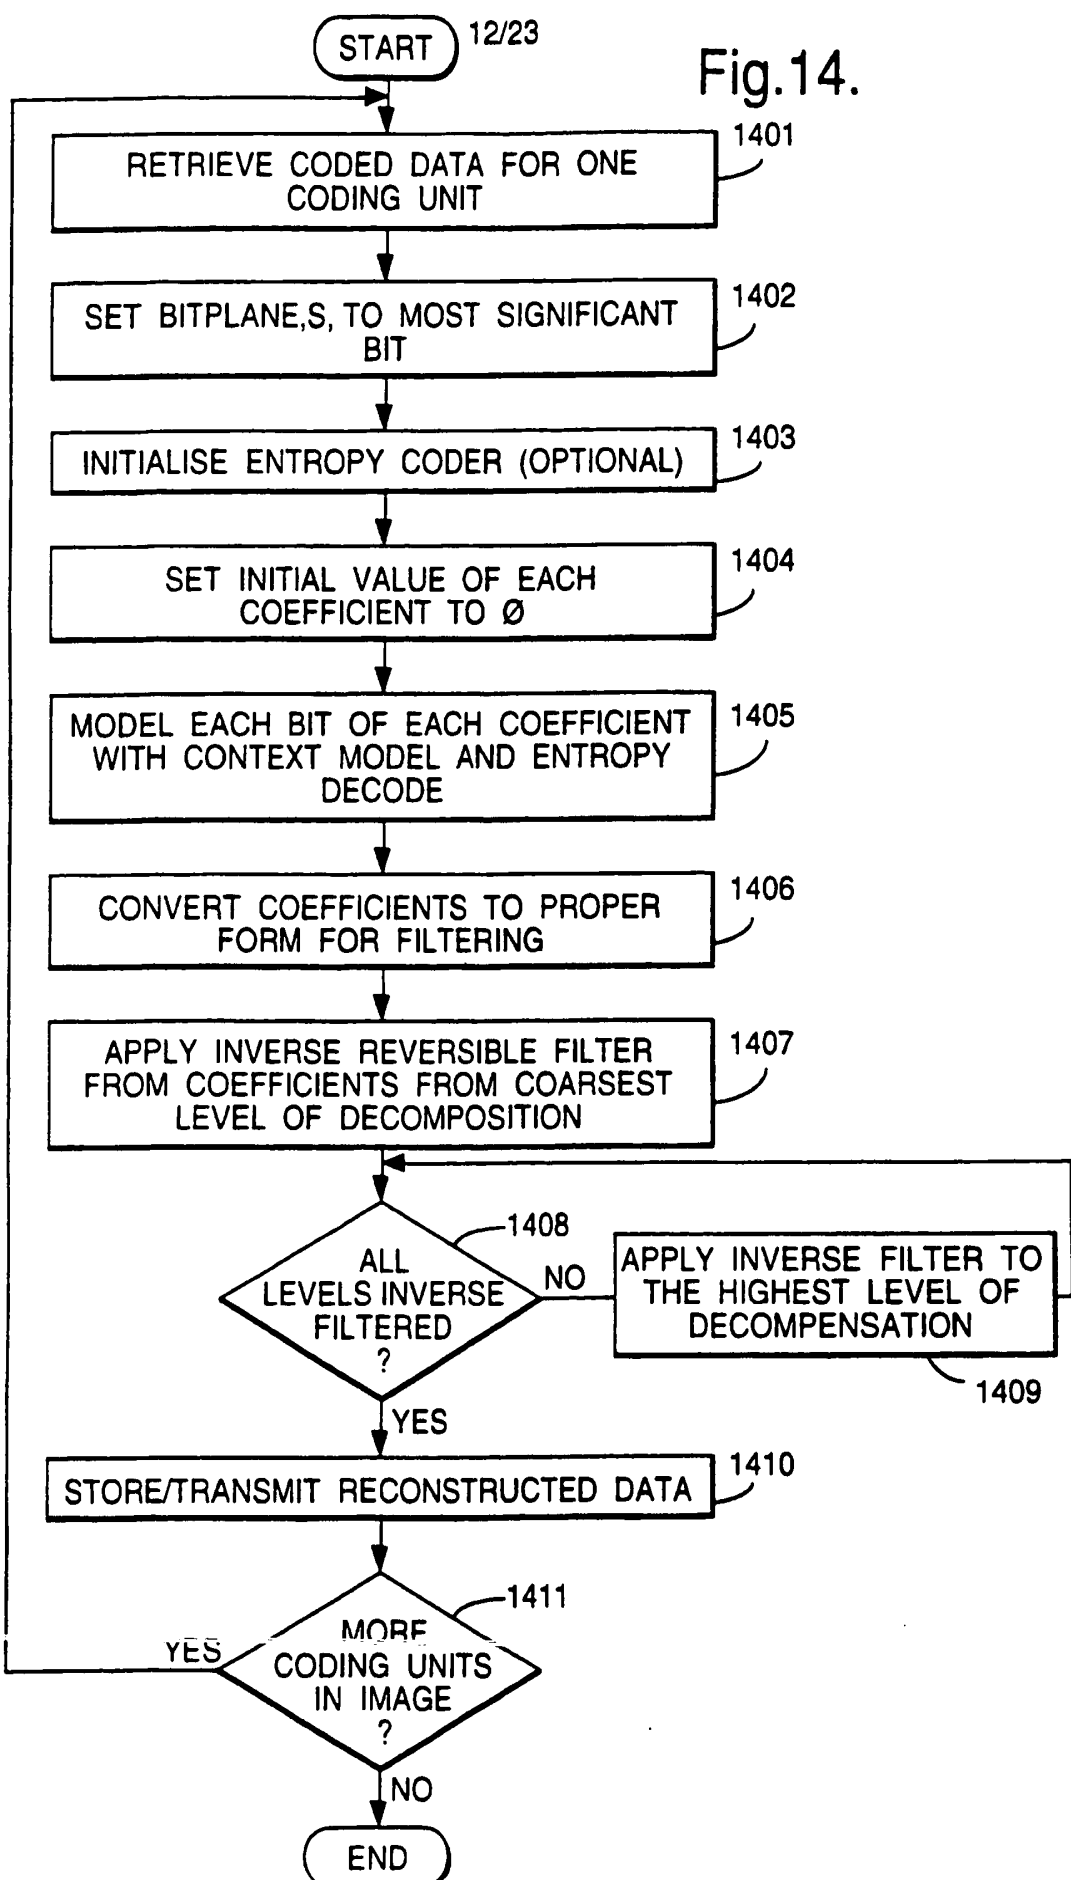 START
12/23
Fig.14.
1401
RETRIEVE CODED DATA FOR ONE
CODING UNIT
1402
SET BITPLANE,S, TO MOST SIGNIFICANT
BIT
1403
INITIALISE ENTROPY CODER (OPTIONAL)
1404
SET INITIAL VALUE OF EACH
COEFFICIENT TO Ø
1405
MODEL EACH BIT OF EACH COEFFICIENT
WITH CONTEXT MODEL AND ENTROPY
DECODE
1406
CONVERT COEFFICIENTS TO PROPER
FORM FOR FILTERING
1407
APPLY INVERSE REVERSIBLE FILTER
FROM COEFFICIENTS FROM COARSEST
LEVEL OF DECOMPOSITION
1408
ALL
LEVELS INVERSE
FILTERED
?
NO
APPLY INVERSE FILTER TO
THE HIGHEST LEVEL OF
DECOMPENSATION
1409
YES
1410
STORE/TRANSMIT RECONSTRUCTED DATA
1411
MORE
CODING UNITS
IN IMAGE
?
YES
NO
END